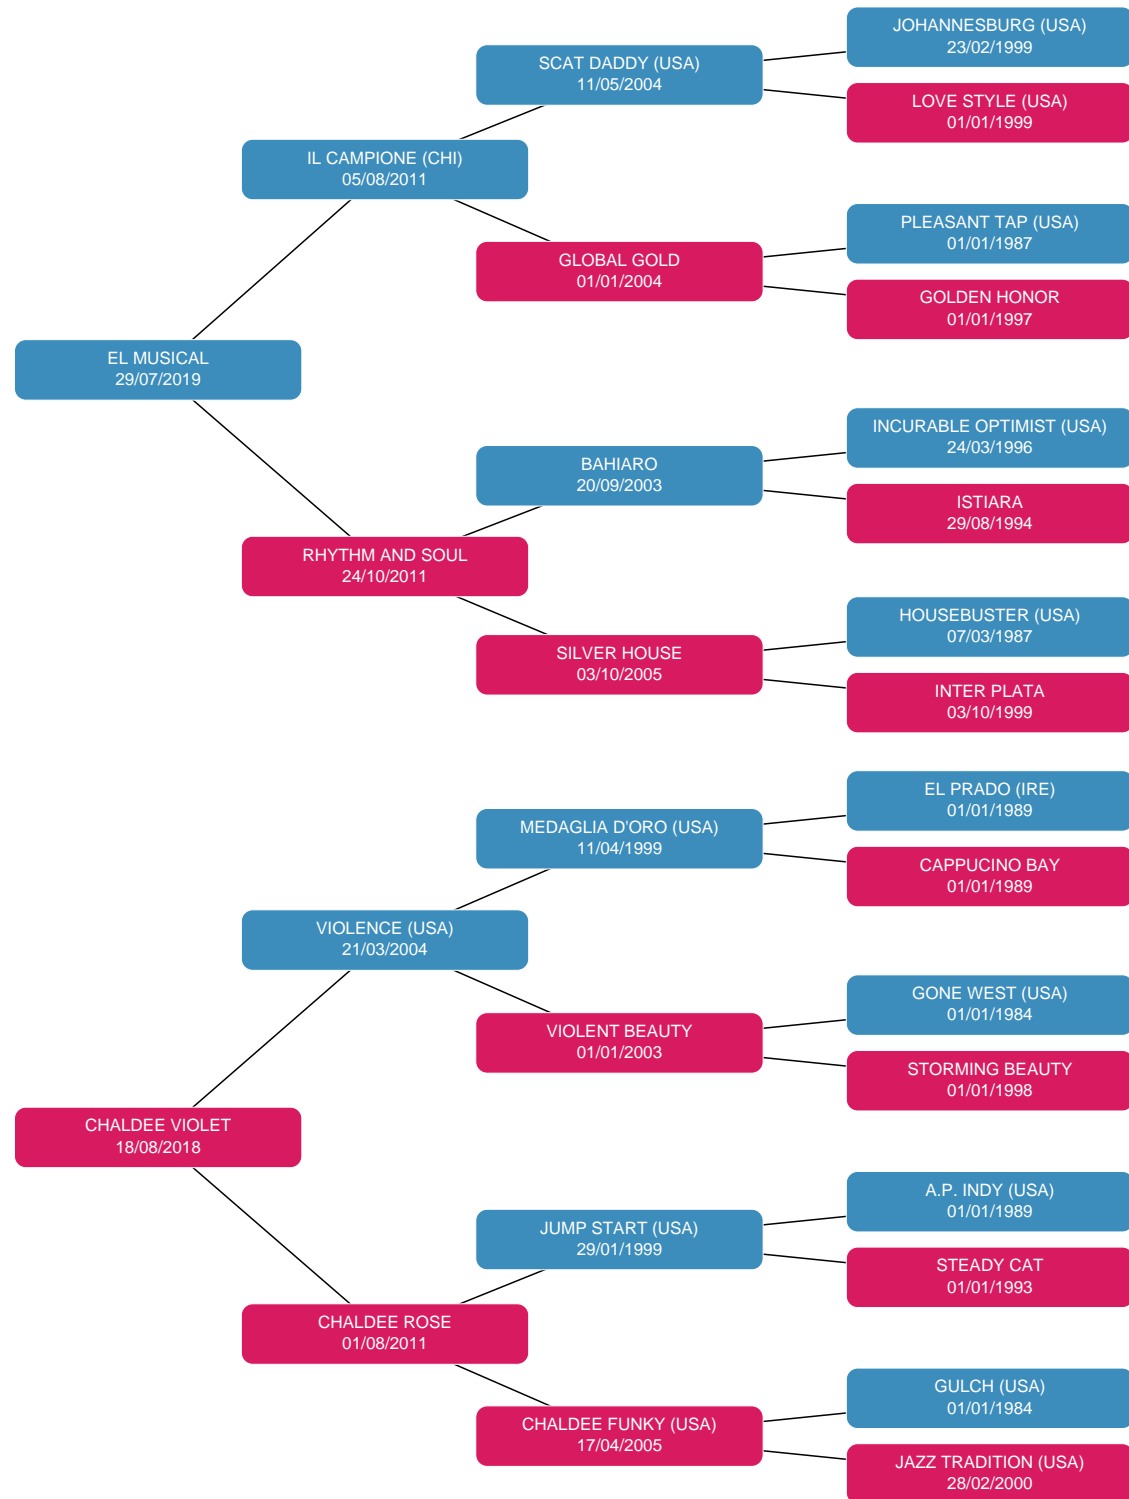 JOHANNESBURG (USA)
23/02/1999
SCAT DADDY (USA)
11/05/2004
LOVE STYLE (USA)
01/01/1999
IL CAMPIONE (CHI)
05/08/2011
PLEASANT TAP (USA)
01/01/1987
GLOBAL GOLD
01/01/2004
GOLDEN HONOR
01/01/1997
EL MUSICAL
29/07/2019
INCURABLE OPTIMIST (USA)
24/03/1996
BAHIARO
20/09/2003
ISTIARA
29/08/1994
RHYTHM AND SOUL
24/10/2011
HOUSEBUSTER (USA)
07/03/1987
SILVER HOUSE
03/10/2005
INTER PLATA
03/10/1999
EL PRADO (IRE)
01/01/1989
MEDAGLIA D'ORO (USA)
11/04/1999
CAPPUCINO BAY
01/01/1989
VIOLENCE (USA)
21/03/2004
GONE WEST (USA)
01/01/1984
VIOLENT BEAUTY
01/01/2003
STORMING BEAUTY
01/01/1998
CHALDEE VIOLET
18/08/2018
A.P. INDY (USA)
01/01/1989
JUMP START (USA)
29/01/1999
STEADY CAT
01/01/1993
CHALDEE ROSE
01/08/2011
GULCH (USA)
01/01/1984
CHALDEE FUNKY (USA)
17/04/2005
JAZZ TRADITION (USA)
28/02/2000